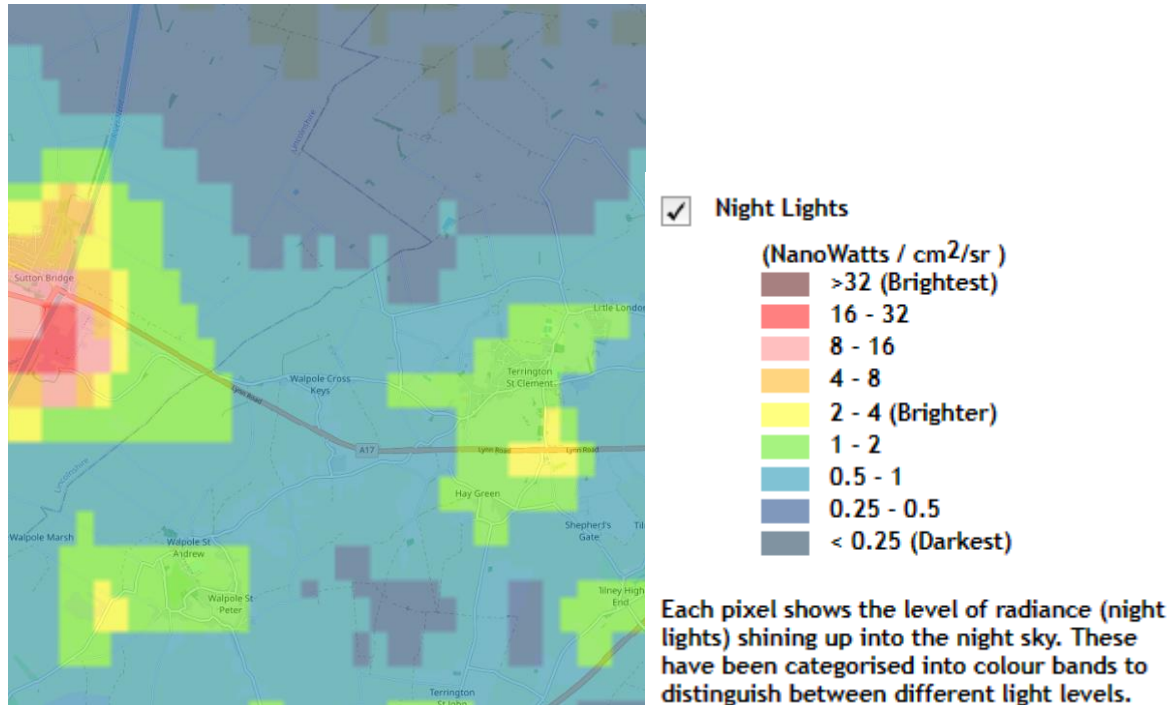 Lincolnshire
Sutton Bridge
Little London
Terrington
St Clement
Walpole Cross
Keys
Lynn Road
A17
Lynn Road
Lynn Road
Lincolnshire
Hay Green
Shepherd's
Gate
Walpole Marsh
Walpole St
Andrew
Walpole St
Peter
Tilney High
End
Terrington
St John
✓ Night Lights
(NanoWatts / cm2/sr )
>32 (Brightest)
16 - 32
8 - 16
4 - 8
2 - 4 (Brighter)
1 - 2
0.5 - 1
0.25 - 0.5
< 0.25 (Darkest)
Each pixel shows the level of radiance (night
lights) shining up into the night sky. These
have been categorised into colour bands to
distinguish between different light levels.